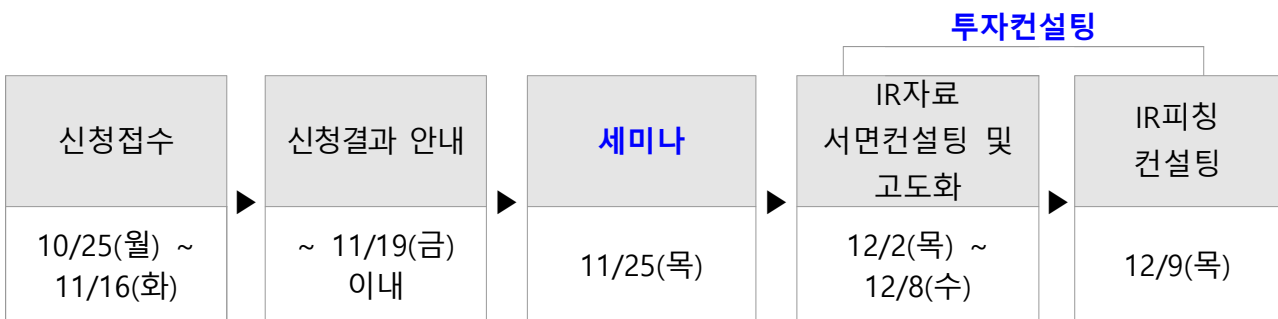 투자컨설팅
신청접수
10/25(월) ~
11/16(화)
▶
신청결과 안내
~ 11/19(금)
이내
▶
세미나
11/25(목)
▶
IR자료
서면컨설팅 및
고도화
12/2(목) ~
12/8(수)
▶
IR피칭
컨설팅
12/9(목)